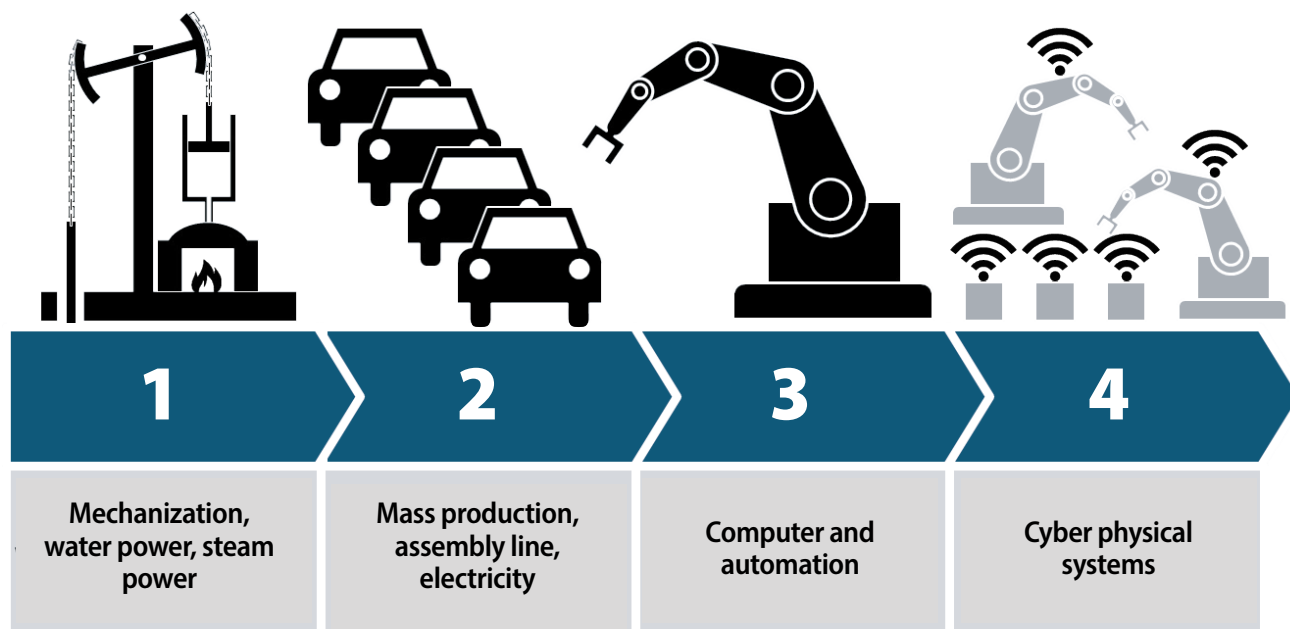 1
2
3
4
Mechanization,
water power, steam
power
Mass production,
assembly line,
electricity
Computer and
automation
Cyber physical
systems